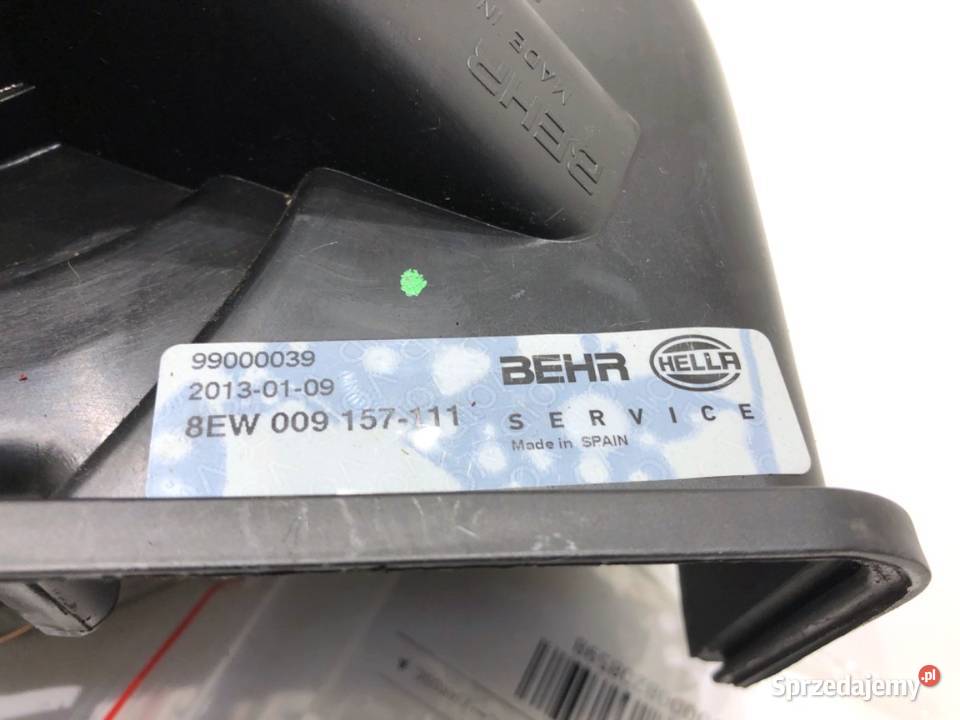 BEHR
MADE IN
99000039
2013-01-09
8EW 009 157-111
BEHR HELLA
SERVICE
Made in SPAIN
Sprzedajemy.pl